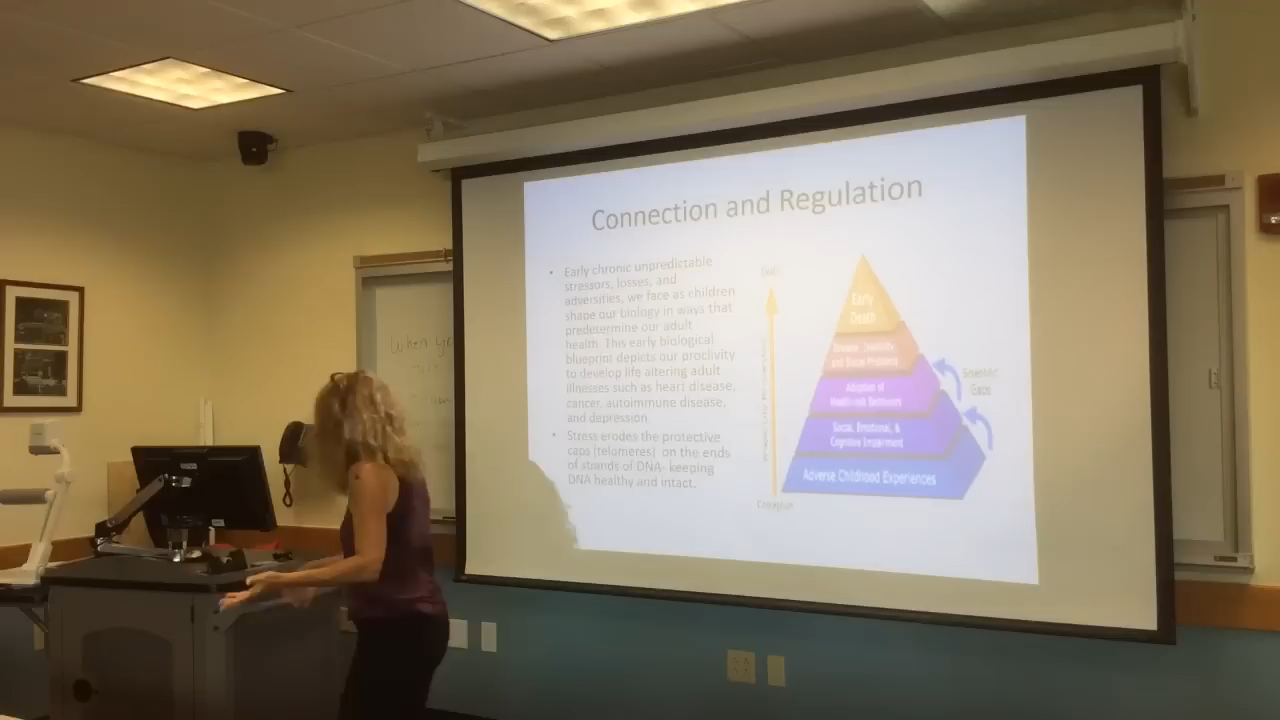 Connection and Regulation
• Early chronic unpredictable
stressors, losses, and
adversities, we face as children
shape our biology in ways that
predetermine our adult
health. This early biological
blueprint depicts our proclivity
to develop life altering adult
illnesses such as heart disease,
cancer, autoimmune disease,
and depression
• Stress erodes the protective
caps (telomeres) on the ends
of strands of DNA- keeping
DNA healthy and intact.
Death
Early
Death
Disease, Disability,
and Social Problems
Adoption of
Health-risk Behaviors
Social, Emotional, &
Cognitive Impairment
Adverse Childhood Experiences
Scientific
Gaps
Conception
When